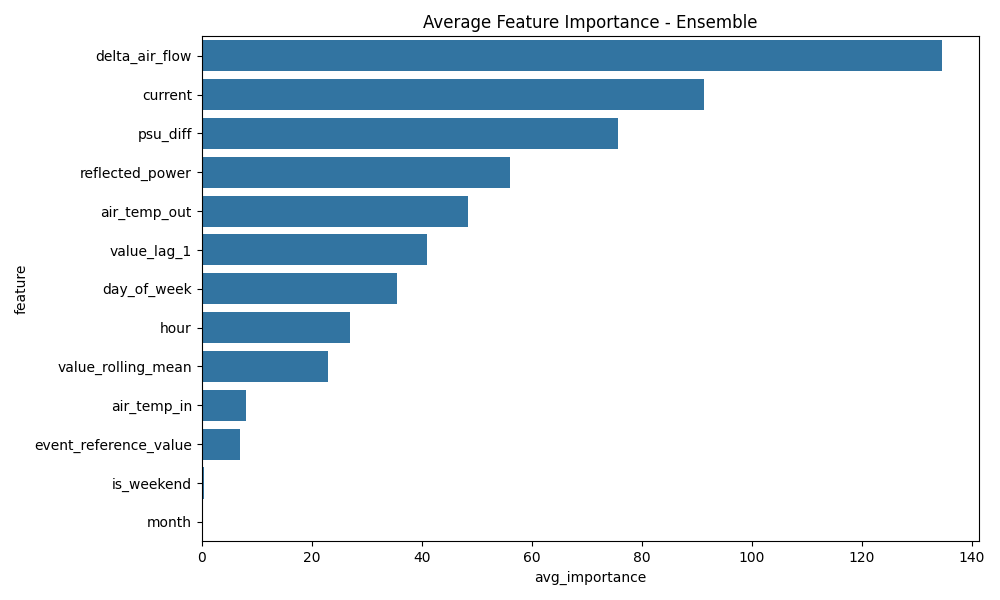 Average Feature Importance - Ensemble
delta_air_flow
current
psu_diff
reflected_power
air_temp_out
value_lag_1
day_of_week
hour
value_rolling_mean
air_temp_in
event_reference_value
is_weekend
month
feature
0 20 40 60 80 100 120 140
avg_importance